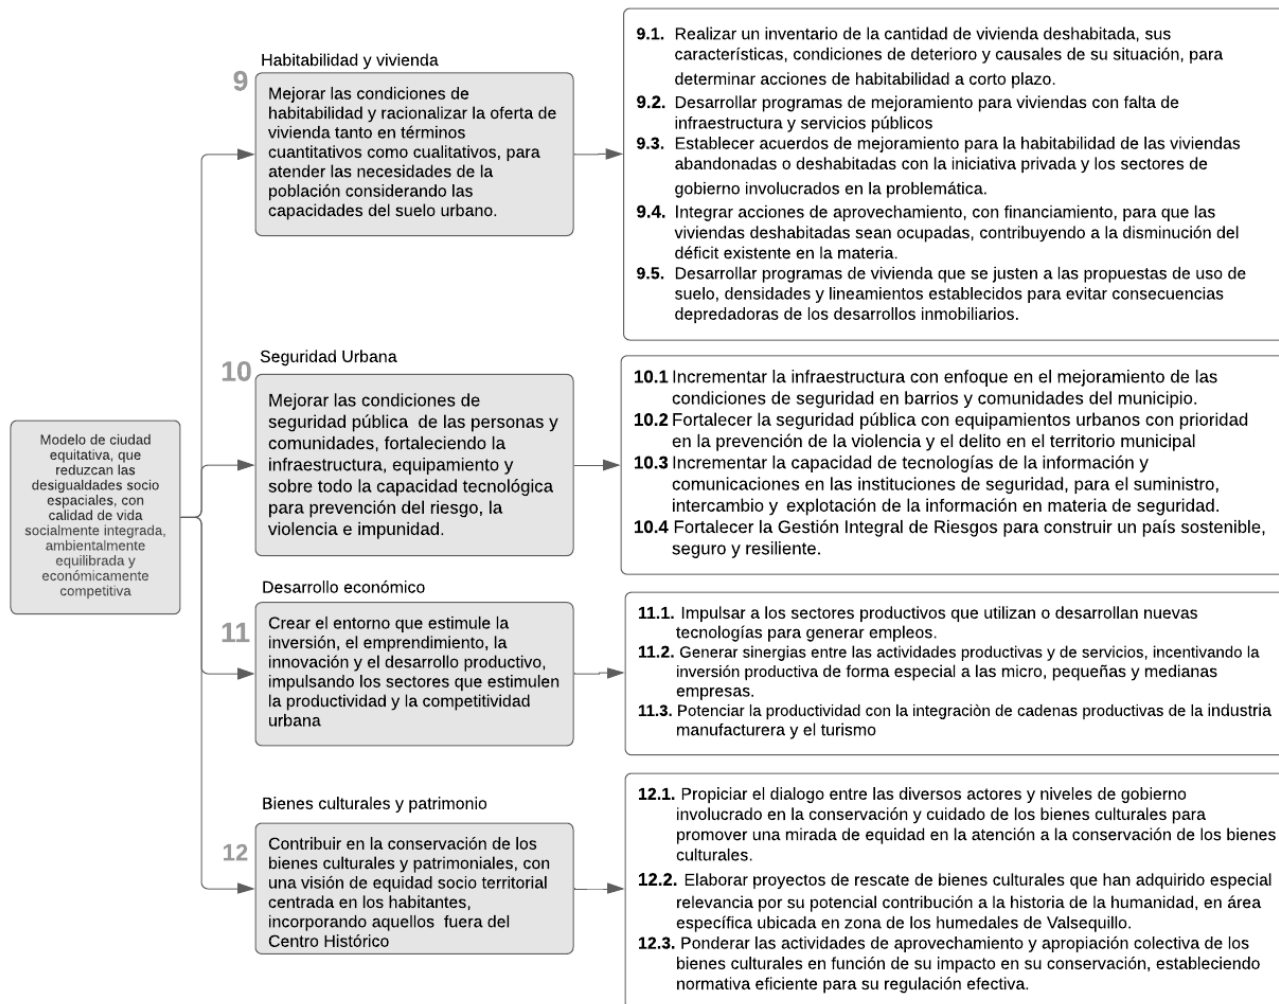 Modelo de ciudad
equitativa, que
reduzcan las
desigualdades socio
espaciales, con
calidad de vida
socialmente integrada,
ambientalmente
equilibrada y
económicamente
competitiva
Habitabilidad y vivienda
9
Mejorar las condiciones de
habitabilidad y racionalizar la oferta de
vivienda tanto en términos
cuantitativos como cualitativos, para
atender las necesidades de la
población considerando las
capacidades del suelo urbano.
9.1. Realizar un inventario de la cantidad de vivienda deshabitada, sus
características, condiciones de deterioro y causales de su situación, para
determinar acciones de habitabilidad a corto plazo.
9.2. Desarrollar programas de mejoramiento para viviendas con falta de
infraestructura y servicios públicos
9.3. Establecer acuerdos de mejoramiento para la habitabilidad de las viviendas
abandonadas o deshabitadas con la iniciativa privada y los sectores de
gobierno involucrados en la problemática.
9.4. Integrar acciones de aprovechamiento, con financiamiento, para que las
viviendas deshabitadas sean ocupadas, contribuyendo a la disminución del
déficit existente en la materia.
9.5. Desarrollar programas de vivienda que se justen a las propuestas de uso de
suelo, densidades y lineamientos establecidos para evitar consecuencias
depredadoras de los desarrollos inmobiliarios.
Seguridad Urbana
10
Mejorar las condiciones de
seguridad pública de las personas y
comunidades, fortaleciendo la
infraestructura, equipamiento y
sobre todo la capacidad tecnológica
para prevención del riesgo, la
violencia e impunidad.
10.1 Incrementar la infraestructura con enfoque en el mejoramiento de las
condiciones de seguridad en barrios y comunidades del municipio.
10.2 Fortalecer la seguridad pública con equipamientos urbanos con prioridad
en la prevención de la violencia y el delito en el territorio municipal
10.3 Incrementar la capacidad de tecnologías de la información y
comunicaciones en las instituciones de seguridad, para el suministro,
intercambio y explotación de la información en materia de seguridad.
10.4 Fortalecer la Gestión Integral de Riesgos para construir un país sostenible,
seguro y resiliente.
Desarrollo económico
11
Crear el entorno que estimule la
inversión, el emprendimiento, la
innovación y el desarrollo productivo,
impulsando los sectores que estimulen
la productividad y la competitividad
urbana
11.1. Impulsar a los sectores productivos que utilizan o desarrollan nuevas
tecnologías para generar empleos.
11.2. Generar sinergias entre las actividades productivas y de servicios, incentivando la
inversión productiva de forma especial a las micro, pequeñas y medianas
empresas.
11.3. Potenciar la productividad con la integraciòn de cadenas productivas de la industria
manufacturera y el turismo
Bienes culturales y patrimonio
12
Contribuir en la conservación de los
bienes culturales y patrimoniales, con
una visión de equidad socio territorial
centrada en los habitantes,
incorporando aquellos fuera del
Centro Histórico
12.1. Propiciar el dialogo entre las diversos actores y niveles de gobierno
involucrado en la conservación y cuidado de los bienes culturales para
promover una mirada de equidad en la atención a la conservación de los bienes
culturales.
12.2. Elaborar proyectos de rescate de bienes culturales que han adquirido especial
relevancia por su potencial contribución a la historia de la humanidad, en área
específica ubicada en zona de los humedales de Valsequillo.
12.3. Ponderar las actividades de aprovechamiento y apropiación colectiva de los
bienes culturales en función de su impacto en su conservación, estableciendo
normativa eficiente para su regulación efectiva.